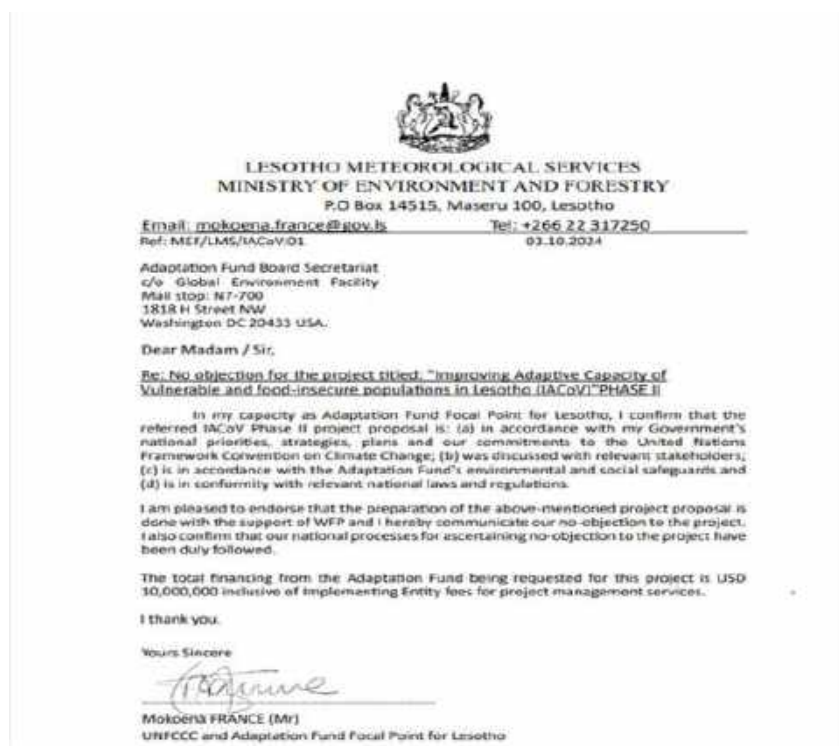 LESOTHO METEOROLOGICAL SERVICES
MINISTRY OF ENVIRONMENT AND FORESTRY
P.O Box 14515, Maseru 100, Lesotho
Email: mokoena.france@gov.ls Tel: +266 22 317250
Ref: MEF/LMS/IACoV.01 03.10.2024
Adaptation Fund Board Secretariat
c/o Global Environment Facility
Mail stop: N7-700
1818 H Street NW
Washington DC 20433 USA.
Dear Madam / Sir,
Re: No objection for the project titled: "Improving Adaptive Capacity of
Vulnerable and food-insecure populations in Lesotho (IACoV)"PHASE II
In my capacity as Adaptation Fund Focal Point for Lesotho, I confirm that the
referred IACoV Phase II project proposal is: (a) in accordance with my Government's
national priorities, strategies, plans and our commitments to the United Nations
Framework Convention on Climate Change; (b) was discussed with relevant stakeholders;
(c) is in accordance with the Adaptation Fund's environmental and social safeguards and
(d) is in conformity with relevant national laws and regulations.
I am pleased to endorse that the preparation of the above-mentioned project proposal is
done with the support of WFP and I hereby communicate our no-objection to the project.
I also confirm that our national processes for ascertaining no-objection to the project have
been duly followed.
The total financing from the Adaptation Fund being requested for this project is USD
10,000,000 inclusive of Implementing Entity fees for project management services.
I thank you.
Yours Sincere
Mokoena FRANCE (Mr)
UNFCCC and Adaptation Fund Focal Point for Lesotho